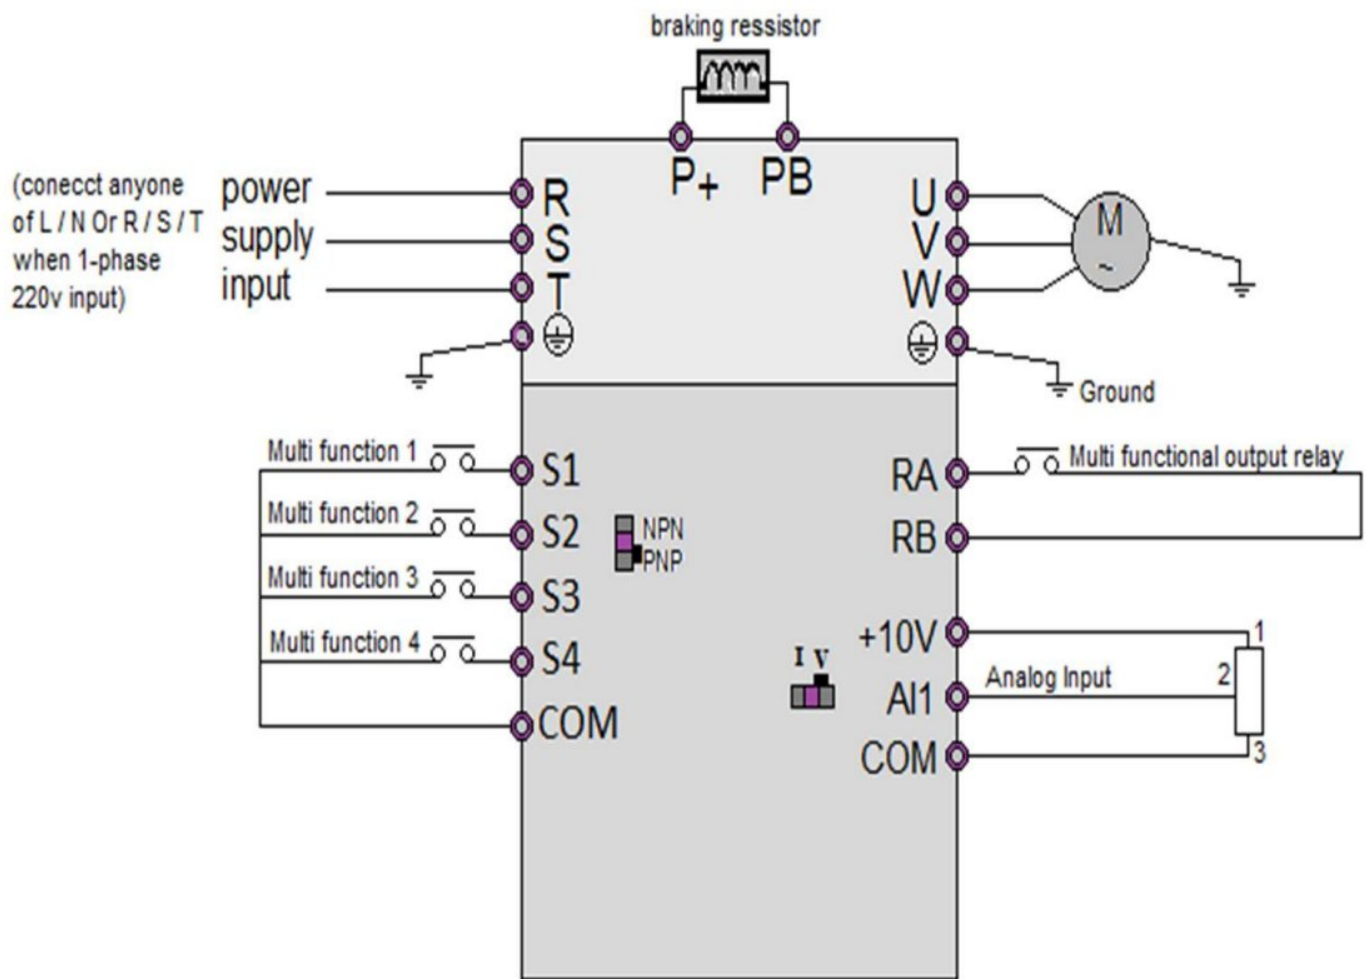 braking ressistor
P+ PB
(conecct anyone
of L / N Or R / S / T
when 1-phase
220v input)
power
supply
input
R
S
T
U
V
W
M
~
Ground
Multi function 1
S1
Multi function 2
S2
Multi function 3
S3
Multi function 4
S4
COM
NPN
PNP
RA
Multi functional output relay
RB
I V
+10V
1
AI1
Analog Input
2
COM
3